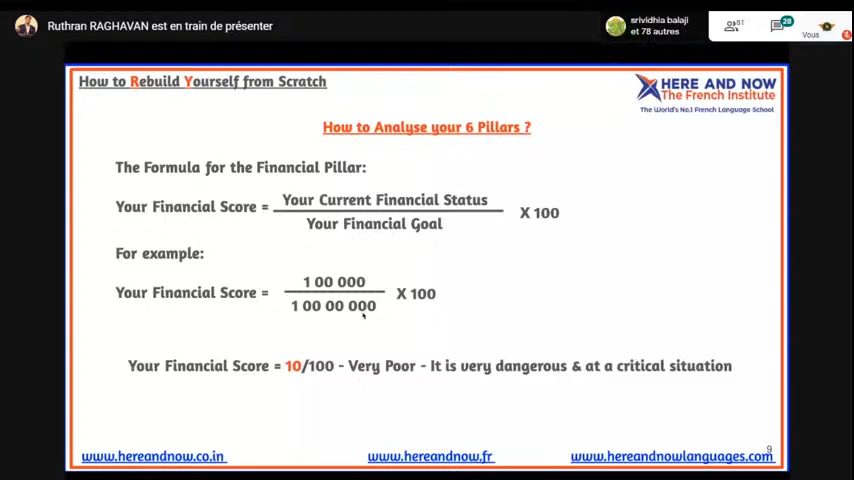 Ruthran RAGHAVAN est en train de présenter
srividhia balaji
et 78 autres
81
28
Vous
How to Rebuild Yourself from Scratch
HERE AND NOW
The French Institute
The World's No.1 French Language School
How to Analyse your 6 Pillars ?
The Formula for the Financial Pillar:
Your Financial Score = Your Current Financial Status
Your Financial Goal
X 100
For example:
Your Financial Score = 1 00 000
1 00 00 000
X 100
Your Financial Score = 10/100 - Very Poor - It is very dangerous & at a critical situation
9
www.hereandnow.co.in www.hereandnow.fr www.hereandnowlanguages.com